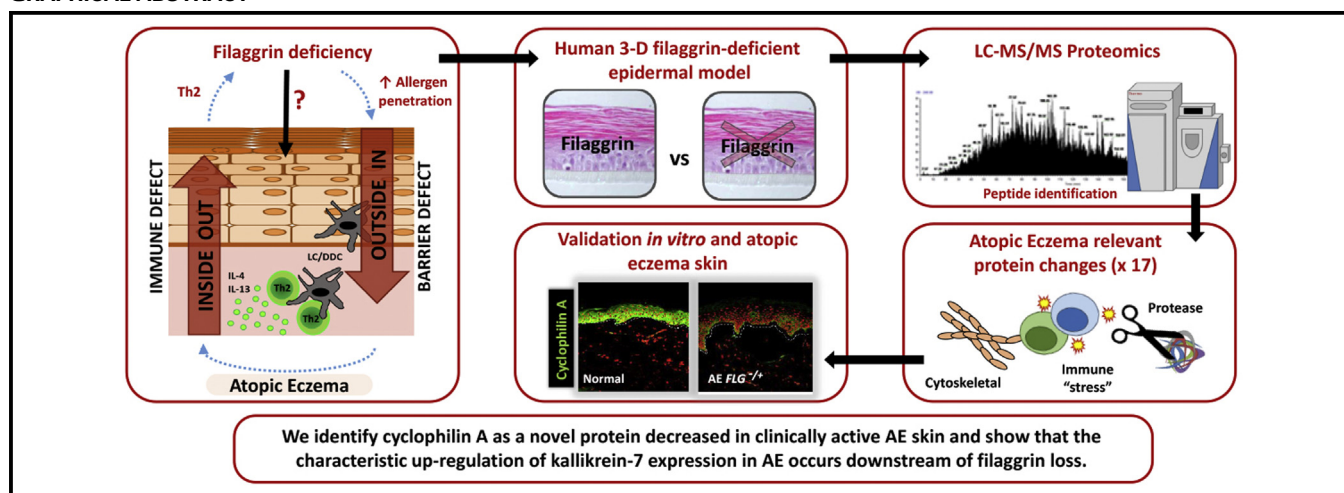 GRAPHICAL ABSTRACT
Filaggrin deficiency
Th2
?
↑ Allergen
penetration
IMMUNE DEFECT
INSIDE OUT
OUTSIDE IN
BARRIER DEFECT
LC/DDC
IL-4
IL-13
Th2
Th2
Atopic Eczema
Human 3-D filaggrin-deficient
epidermal model
Filaggrin
vs
Filaggrin
LC-MS/MS Proteomics
Peptide identification
Atopic Eczema relevant
protein changes (x 17)
Protease
Cytoskeletal
Immune
"stress"
Validation in vitro and atopic
eczema skin
Cyclophilin A
Normal
AE FLG -/+
We identify cyclophilin A as a novel protein decreased in clinically active AE skin and show that the
characteristic up-regulation of kallikrein-7 expression in AE occurs downstream of filaggrin loss.